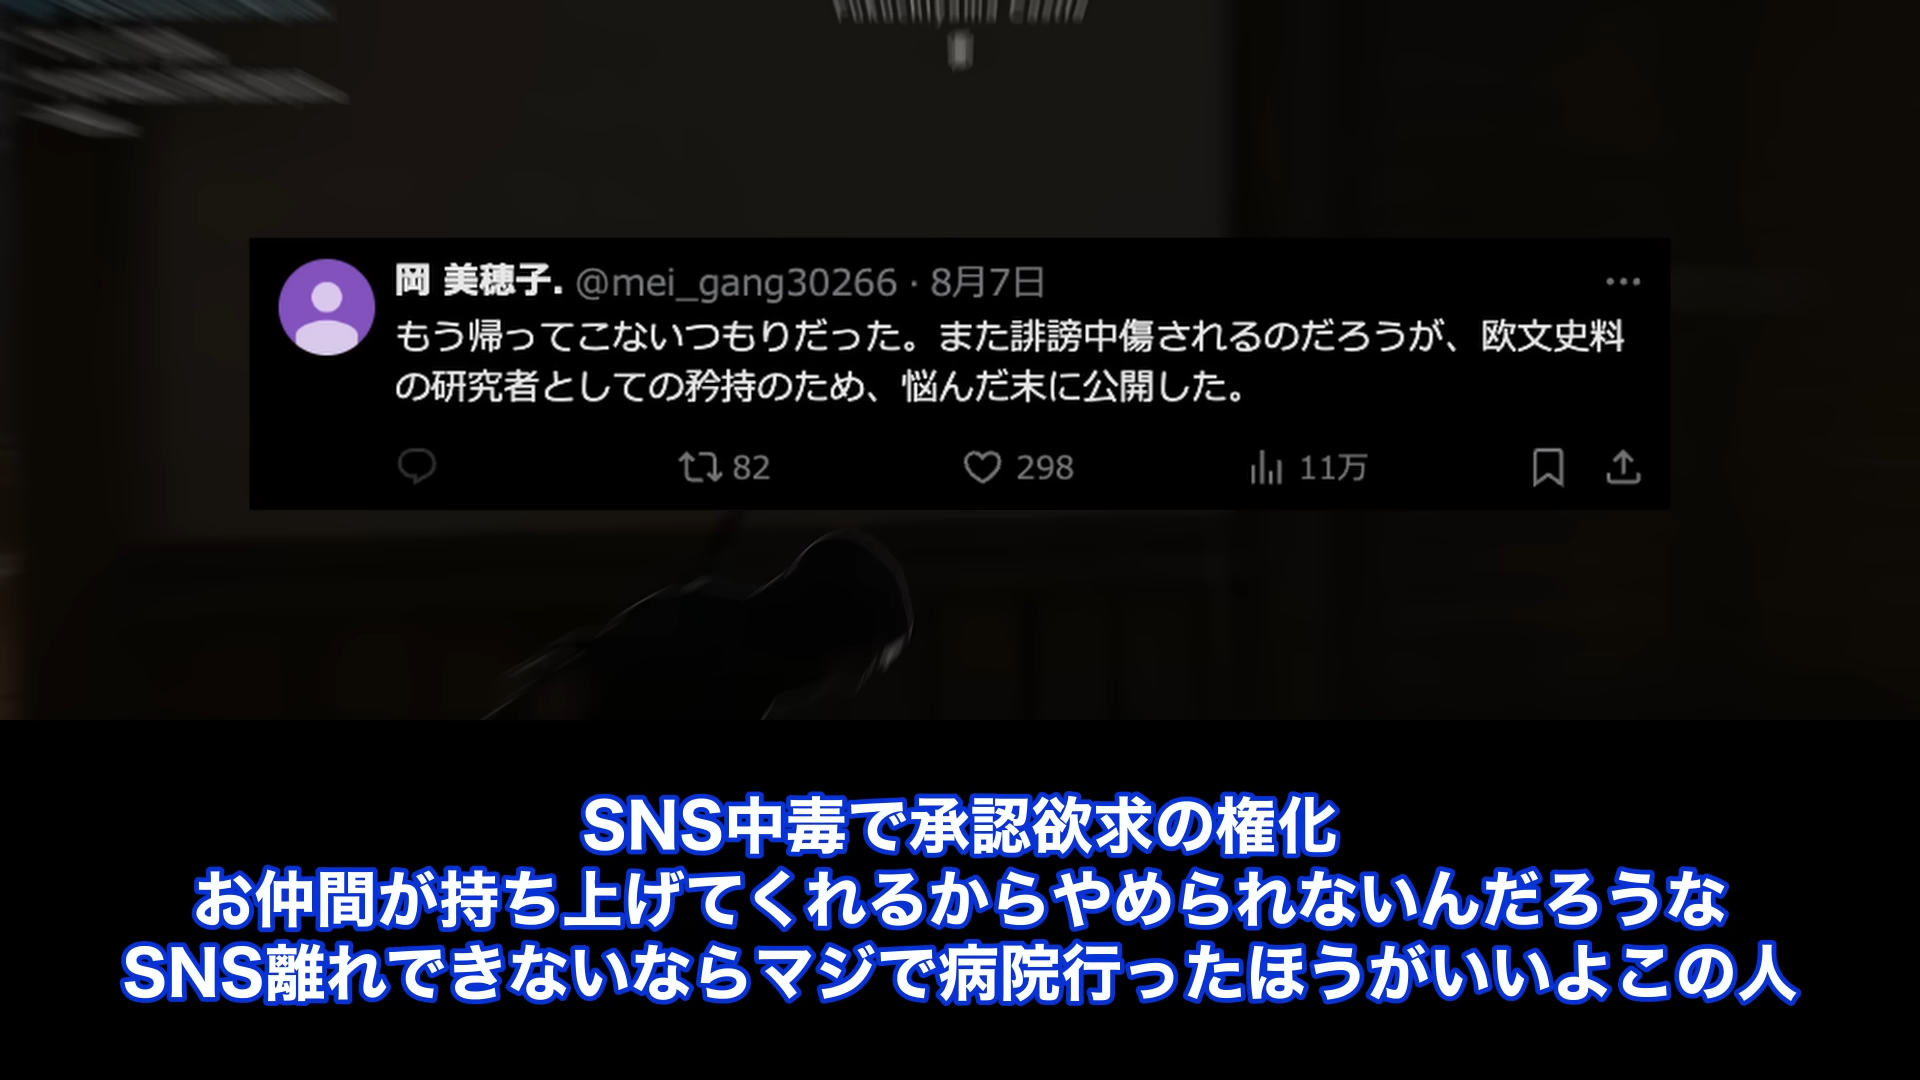 岡 美穂子. @mei_gang30266 · 8月7日
もう帰ってこないつもりだった。また誹謗中傷されるのだろうが、欧文史料
の研究者としての矜持のため、悩んだ末に公開した。
82 298 11万
SNS中毒で承認欲求の権化
お仲間が持ち上げてくれるからやめられないんだろうな
SNS離れできないならマジで病院行ったほうがいいよこの人